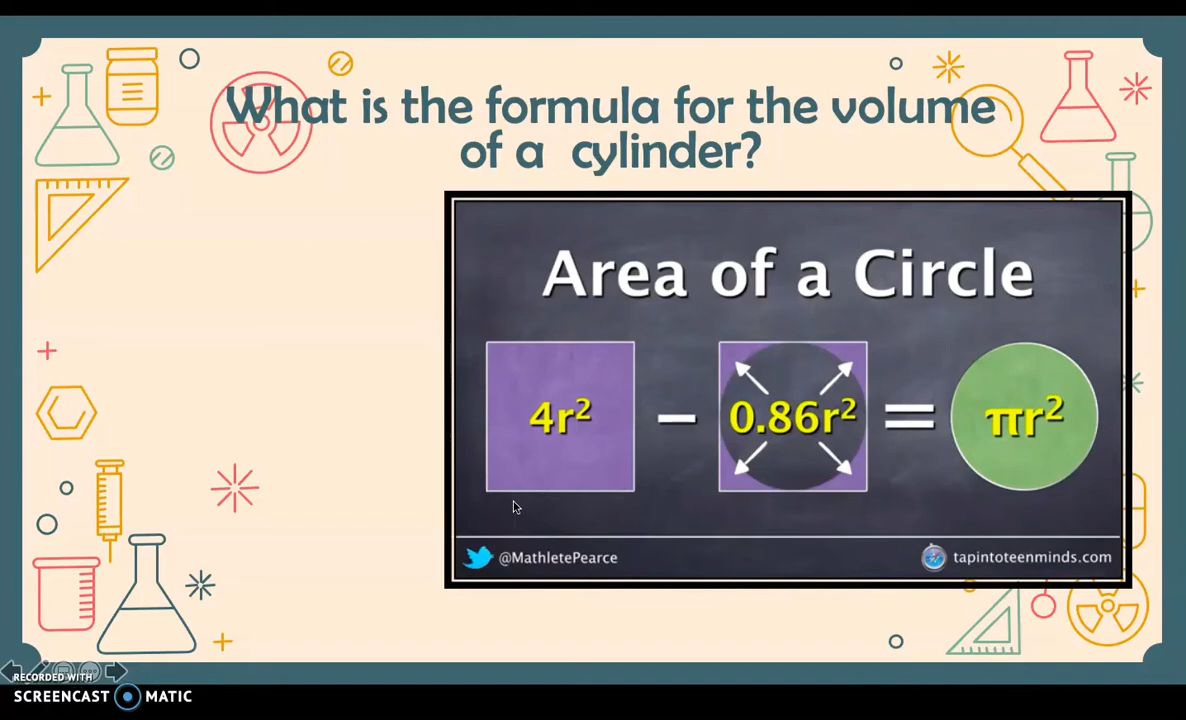 What is the formula for the volume
of a cylinder?
Area of a Circle
4r² − 0.86r² = πr²
@MathletePearce
tapintoteenminds.com
RECORDED WITH
SCREENCAST MATIC